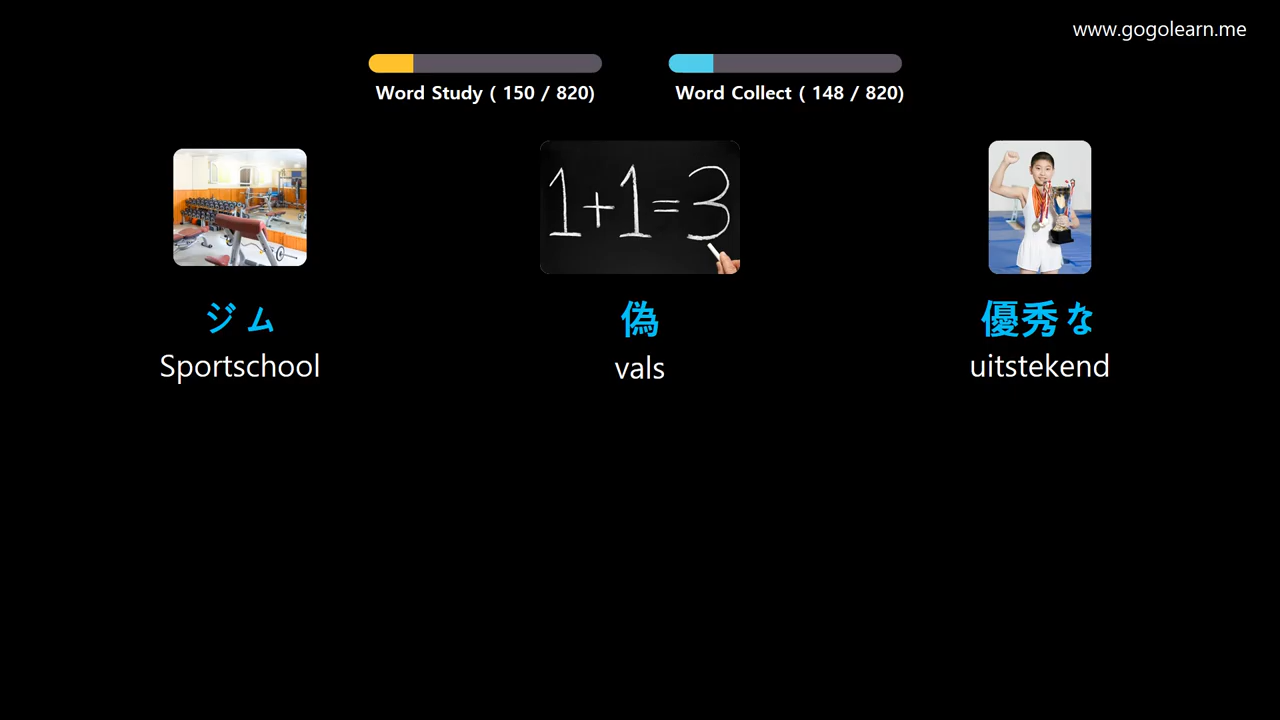 www.gogolearn.me
Word Study ( 150 / 820)
Word Collect ( 148 / 820)
1+1=3
ジム
偽
優秀な
Sportschool
vals
uitstekend